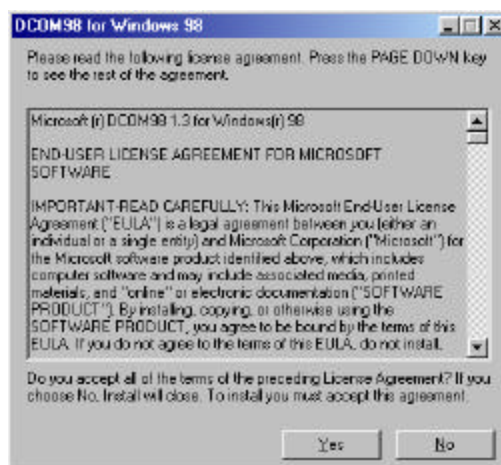 DCOM98 for Windows 98
Please read the following license agreement. Press the PAGE DOWN key
to see the rest of the agreement.
Microsoft (r) DCOM98 1.3 for Windows(r) 98
END-USER LICENSE AGREEMENT FOR MICROSOFT
SOFTWARE
IMPORTANT-READ CAREFULLY: This Microsoft End-User License
Agreement ("EULA") is a legal agreement between you (either an
individual or a single entity) and Microsoft Corporation ("Microsoft") for
the Microsoft software product identified above, which includes
computer software and may include associated media, printed
materials, and "online" or electronic documentation ("SOFTWARE
PRODUCT"). By installing, copying, or otherwise using the
SOFTWARE PRODUCT, you agree to be bound by the terms of this
EULA. If you do not agree to the terms of this EULA, do not install,
Do you accept all of the terms of the preceding License Agreement? If you
choose No, Install will close. To install you must accept this agreement.
Yes
No